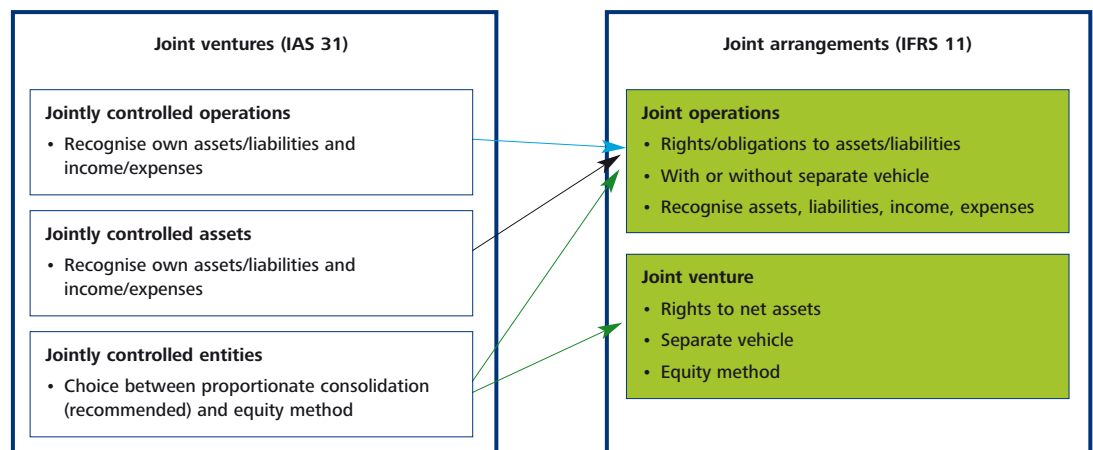 Joint ventures (IAS 31)
Jointly controlled operations
• Recognise own assets/liabilities and
income/expenses
Jointly controlled assets
• Recognise own assets/liabilities and
income/expenses
Jointly controlled entities
• Choice between proportionate consolidation
(recommended) and equity method
Joint arrangements (IFRS 11)
Joint operations
• Rights/obligations to assets/liabilities
• With or without separate vehicle
• Recognise assets, liabilities, income, expenses
Joint venture
• Rights to net assets
• Separate vehicle
• Equity method